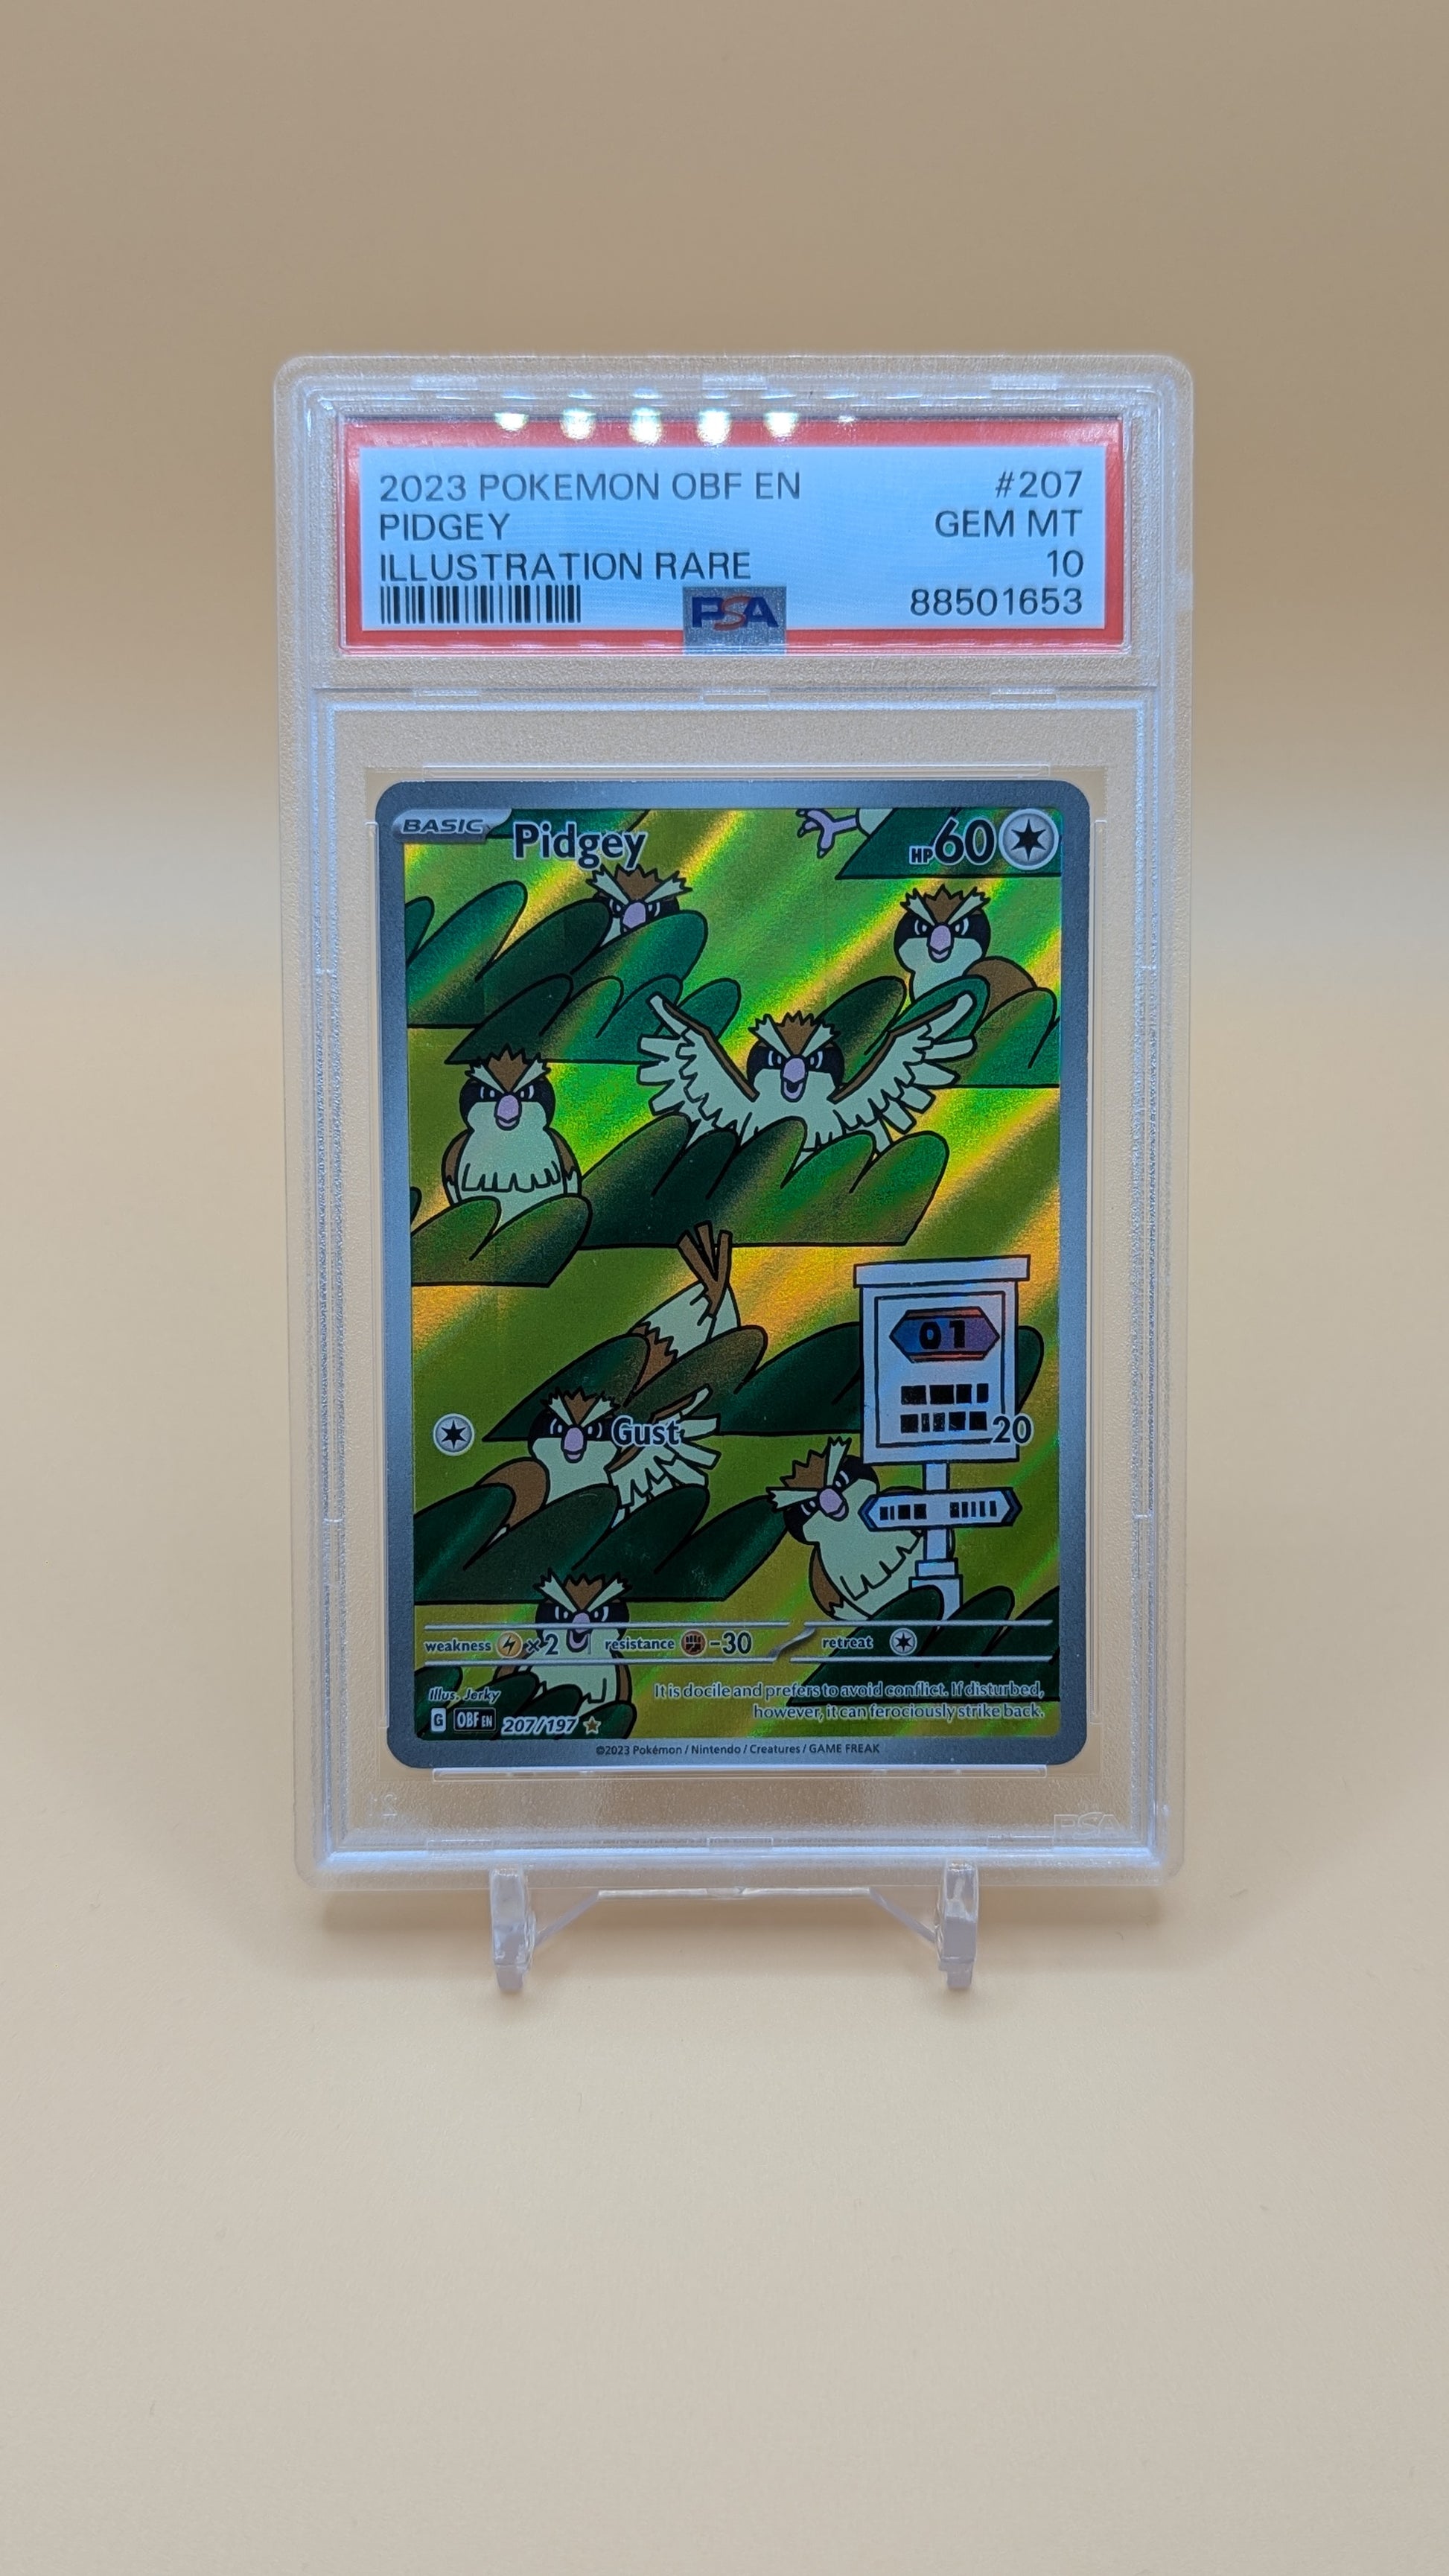 2023 POKEMON OBF EN #207
PIDGEY GEM MT
ILLUSTRATION RARE 10
PSA 88501653
BASIC Pidgey HP60
01
Gust 20
weakness ×2 resistance -30 retreat
Illus. Jerky
It is docile and prefers to avoid conflict. If disturbed,
however, it can ferociously strike back.
G OBF EN 207/197
©2023 Pokémon / Nintendo / Creatures / GAME FREAK
PSA